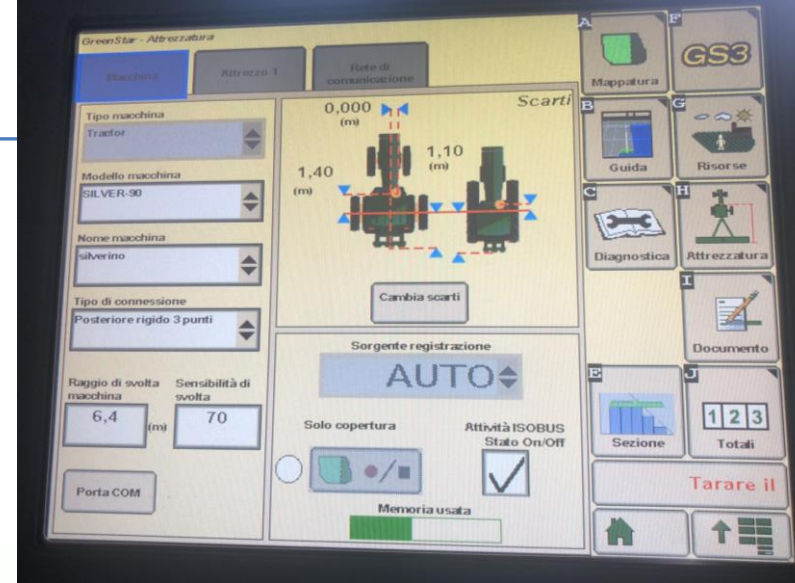 GreenStar - Attrezzatura
Macchina
Attrezzo 1
Rete di
comunicazione
Tipo macchina
Trattor
Modello macchina
SILVER-90
Nome macchina
silverino
Tipo di connessione
Posteriore rigido 3 punti
Raggio di svolta
macchina
6,4
(m)
Sensibilità di
svolta
70
Porta COM
Scarti
0,000
(m)
1,40
(m)
1,10
(m)
Cambia scarti
Sorgente registrazione
AUTO
Solo copertura
Attività ISOBUS
Stato On/Off
Memoria usata
A
Mappatura
F
GS3
B
Guida
G
Risorse
C
Diagnostica
H
Attrezzatura
I
Documento
E
Sezione
J
1 2 3
Totali
Tarare il